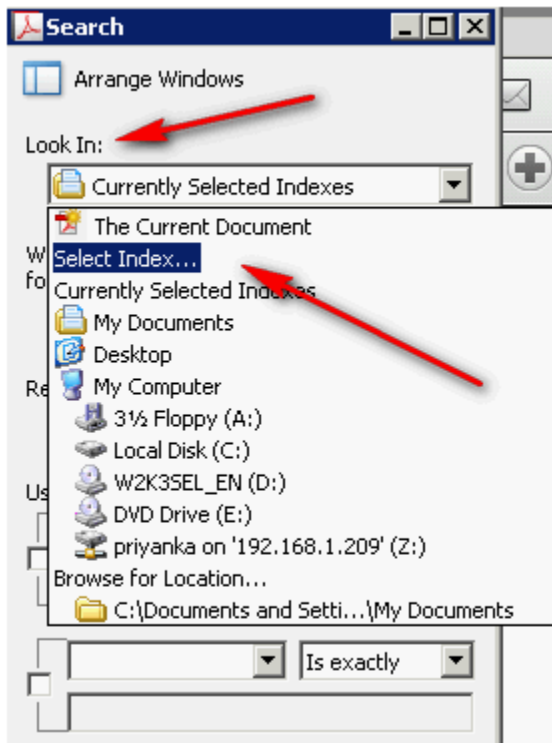 Search
Arrange Windows
Look In:
Currently Selected Indexes
The Current Document
Select Index...
Currently Selected Indexes
My Documents
Desktop
My Computer
3½ Floppy (A:)
Local Disk (C:)
W2K3SEL_EN (D:)
DVD Drive (E:)
priyanka on '192.168.1.209' (Z:)
Browse for Location...
C:\Documents and Setti...\My Documents
Is exactly